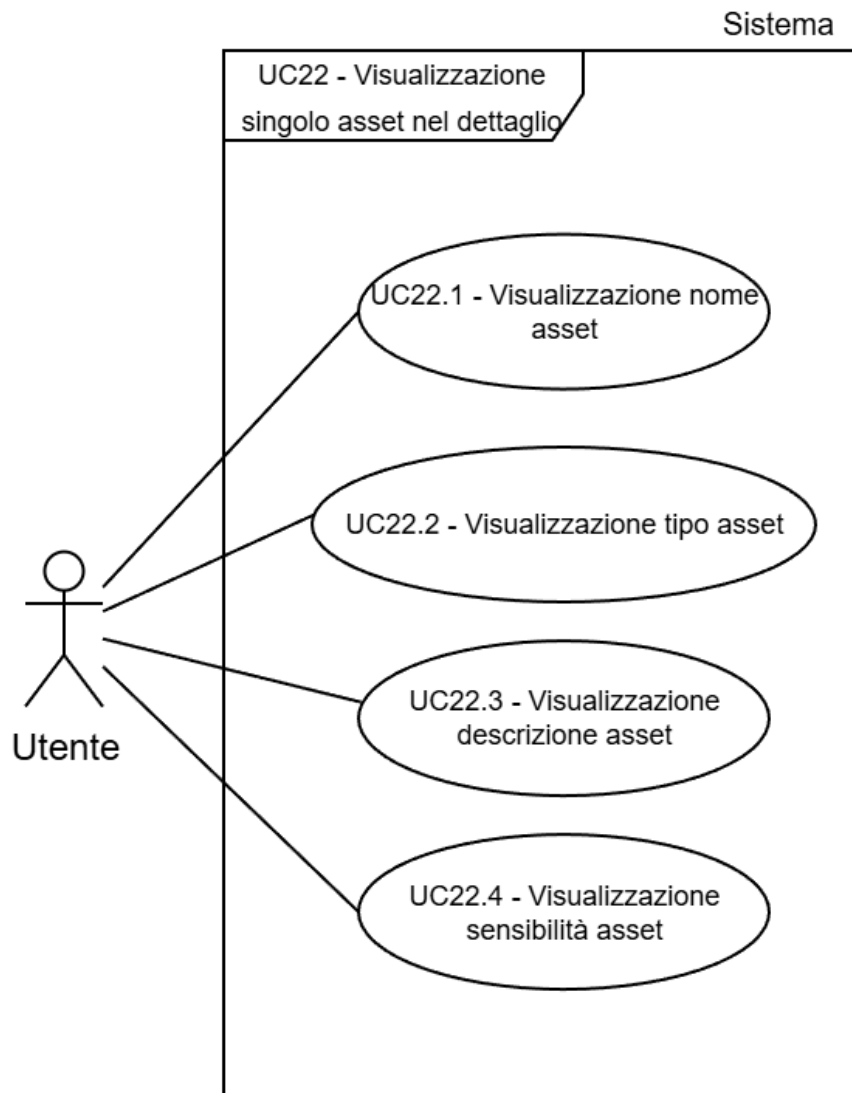 Sistema
UC22 - Visualizzazione
singolo asset nel dettaglio
UC22.1 - Visualizzazione nome
asset
UC22.2 - Visualizzazione tipo asset
UC22.3 - Visualizzazione
descrizione asset
Utente
UC22.4 - Visualizzazione
sensibilità asset